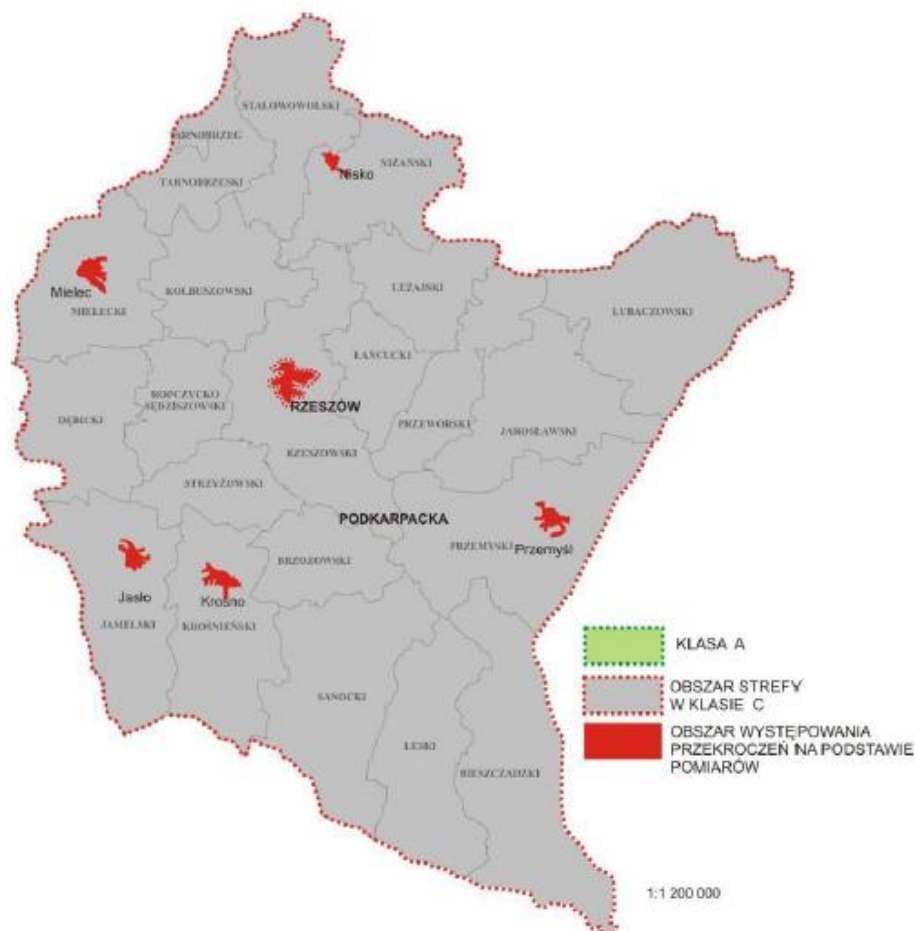 STALOWOWOLSKI
TARNOBRZEG
NIŻAŃSKI
Nisko
TARNOBRZESKI
Mielec
KOLBUSZOWSKI
LEŻAJSKI
MIELECKI
LUBACZOWSKI
ŁAŃCUCKI
ROPCZYCKO
SĘDZISZOWSKI
RZESZÓW
DĘBICKI
PRZEWORSKI
JAROSŁAWSKI
RZESZOWSKI
STRZYŻOWSKI
PODKARPACKA
PRZEMYSKI
Przemyśl
BRZOZOWSKI
Jasło
Krosno
JAMELSKI
KROŚNIEŃSKI
SANOCKI
LESKI
BIESZCZADZKI
KLASA A
OBSZAR STREFY
W KLASIE C
OBSZAR WYSTĘPOWANIA
PRZEKROCZEŃ NA PODSTAWIE
POMIARÓW
1:1 200 000